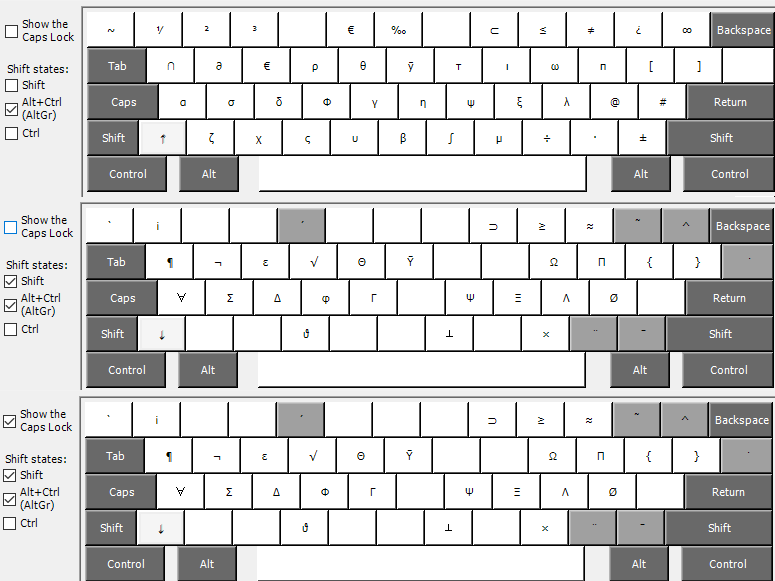 Show the
Caps Lock
~ ¹⁄ ² ³ € ‰ ⊂ ≤ ≠ ¿ ∞ Backspace
Shift states:
Tab ∩ ∂ € ρ θ ȳ τ ι ω π [ ]
Shift
Alt+Ctrl
(AltGr)
Caps α σ δ Φ γ η ψ ξ λ @ # Return
Ctrl
Shift ↑ ζ χ ς υ β ∫ μ ÷ · ± Shift
Control Alt Alt Control
Show the
Caps Lock
` ¡ ´ ⊃ ≥ ≈ ˜ ^ Backspace
Shift states:
Tab ¶ ¬ ε √ Θ Ȳ Ω Π { } ˙
Shift
Alt+Ctrl
(AltGr)
Caps ∀ Σ Δ φ Γ Ψ Ξ Λ Ø Return
Ctrl
Shift ↓ ϑ ⊥ × ¨ ¯ Shift
Control Alt Alt Control
Show the
Caps Lock
` ¡ ´ ⊃ ≥ ≈ ˜ ^ Backspace
Shift states:
Tab ¶ ¬ ε √ Θ Ȳ Ω Π { } ˙
Shift
Alt+Ctrl
(AltGr)
Caps ∀ Σ Δ Φ Γ Ψ Ξ Λ Ø Return
Ctrl
Shift ↓ ϑ ⊥ × ¨ ¯ Shift
Control Alt Alt Control